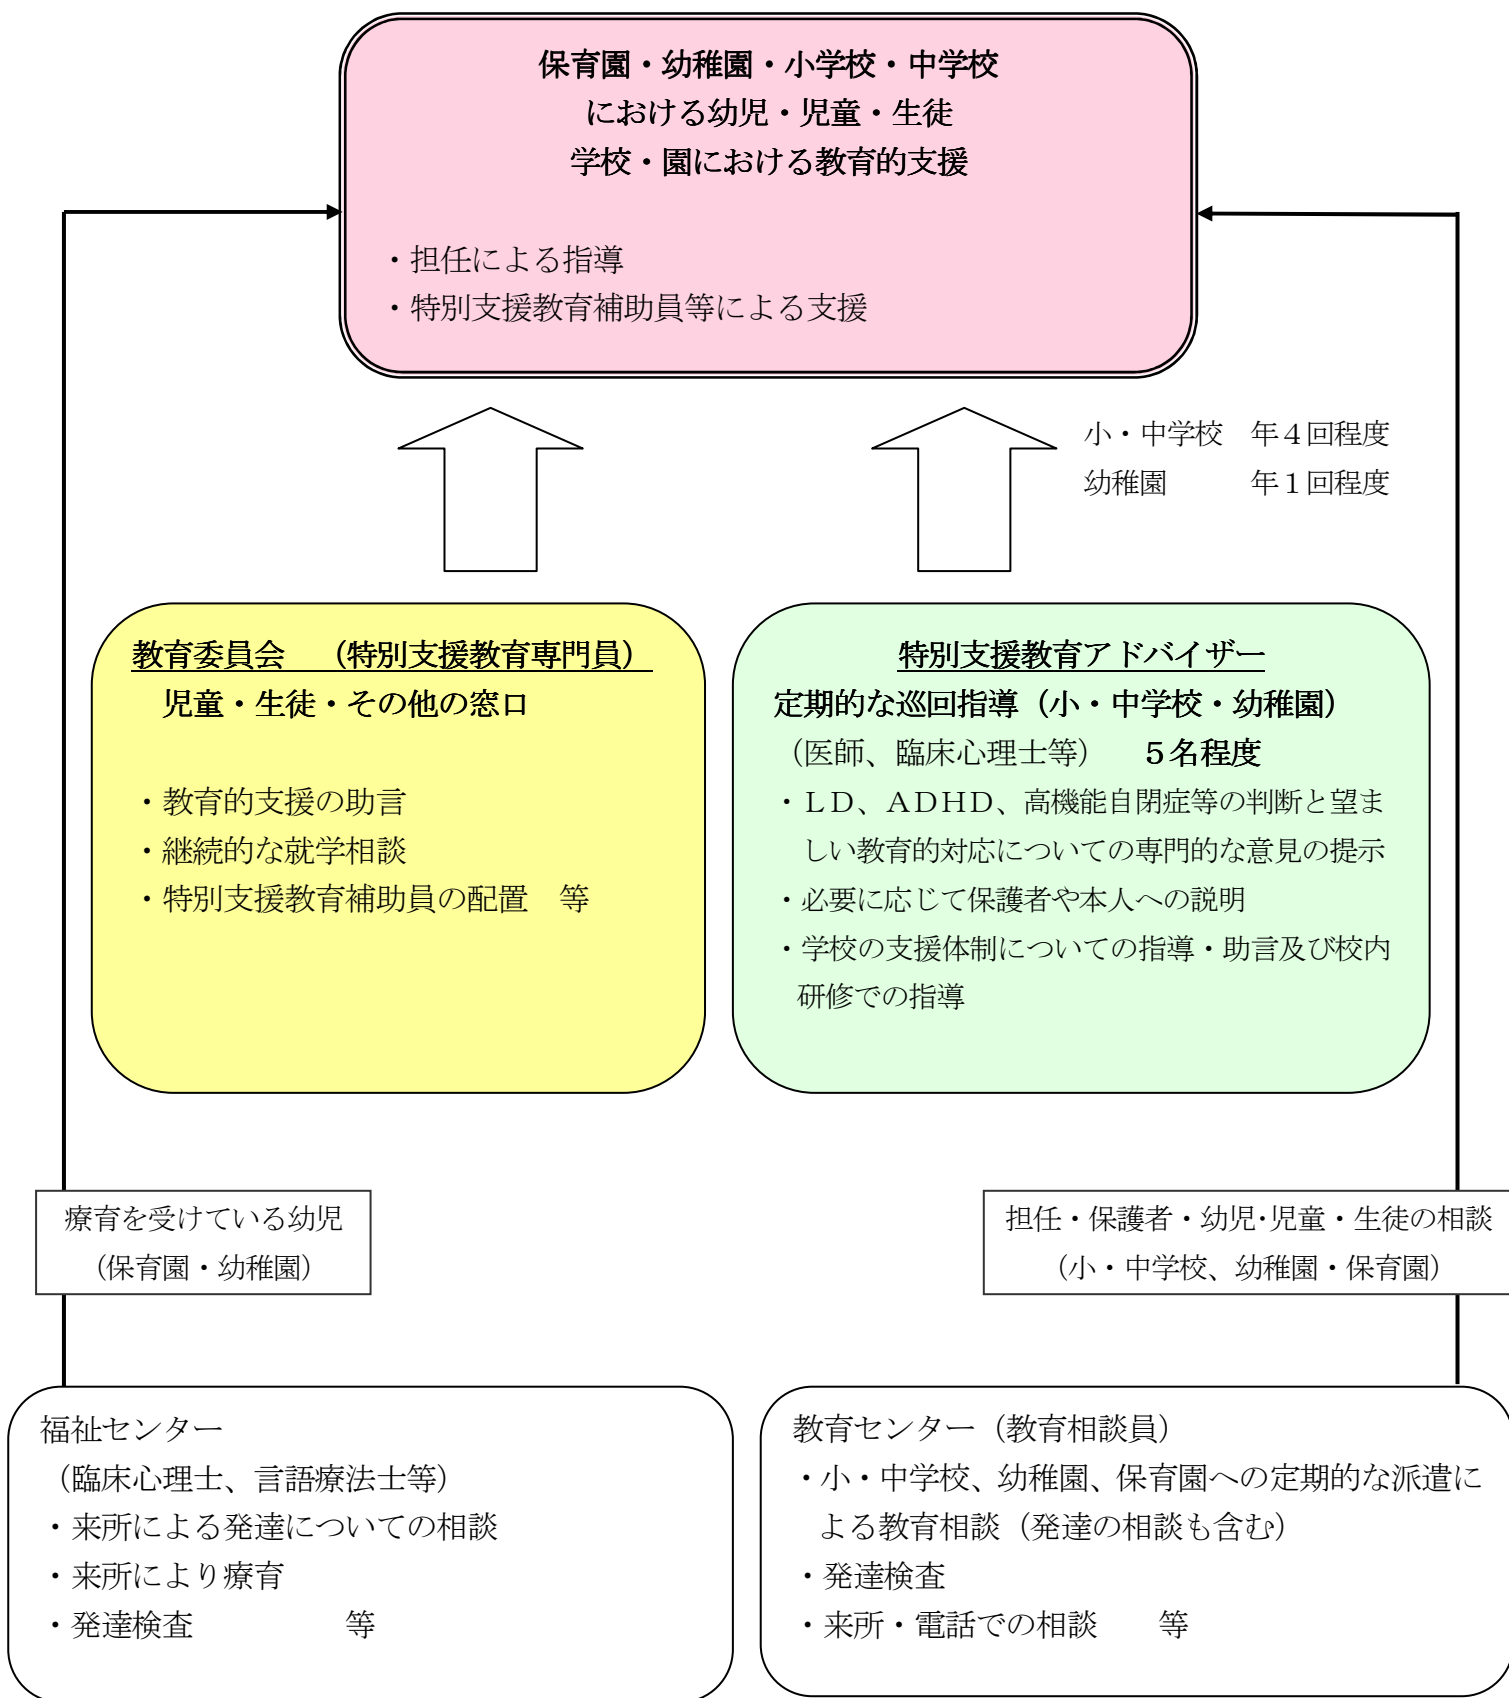 保育園・幼稚園・小学校・中学校
における幼児・児童・生徒
学校・園における教育的支援
・担任による指導
・特別支援教育補助員等による支援
小・中学校　年４回程度
幼稚園　　　年１回程度
教育委員会　（特別支援教育専門員）
児童・生徒・その他の窓口
・教育的支援の助言
・継続的な就学相談
・特別支援教育補助員の配置　等
特別支援教育アドバイザー
定期的な巡回指導（小・中学校・幼稚園）
（医師、臨床心理士等）　５名程度
・ＬＤ、ＡＤＨＤ、高機能自閉症等の判断と望ま
しい教育的対応についての専門的な意見の提示
・必要に応じて保護者や本人への説明
・学校の支援体制についての指導・助言及び校内
研修での指導
療育を受けている幼児
（保育園・幼稚園）
担任・保護者・幼児・児童・生徒の相談
（小・中学校、幼稚園・保育園）
福祉センター
（臨床心理士、言語療法士等）
・来所による発達についての相談
・来所により療育
・発達検査　　　　　等
教育センター（教育相談員）
・小・中学校、幼稚園、保育園への定期的な派遣に
よる教育相談（発達の相談も含む）
・発達検査
・来所・電話での相談　　等